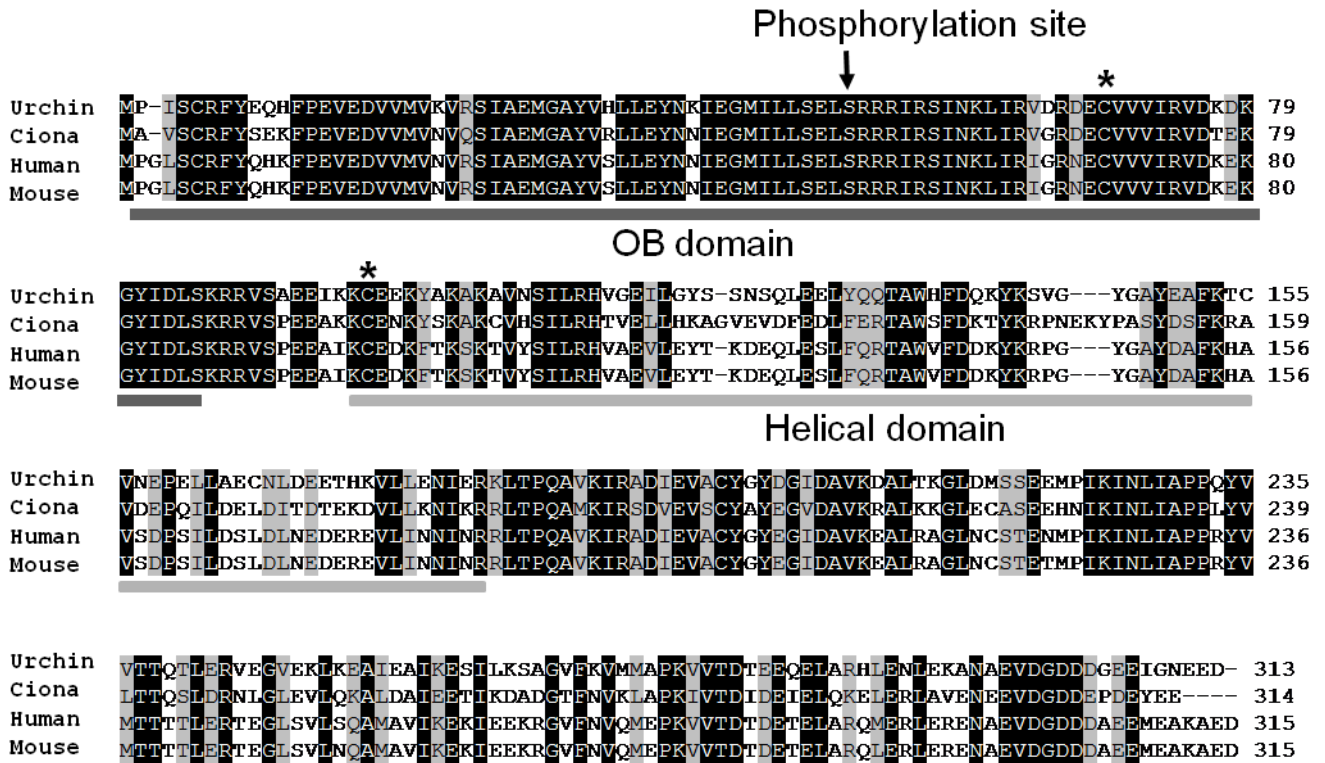 Phosphorylation site
*
Urchin MP-ISCRFYEQHFPEVEDVVMVKVRSIAEMGAYVHLLEYNKIEGMILLSELSRRRIRSINKLIRVDRDECVVVIRVDKDK 79
Ciona MA-VSCRFYSEKFPEVEDVVMVNVQSIAEMGAYVRLLEYNNIEGMILLSELSRRRIRSINKLIRVGRDECVVVIRVDTEK 79
Human MPGLSCRFYQHKFPEVEDVVMVNVRSIAEMGAYVSLLEYNNIEGMILLSELSRRRIRSINKLIRIGRNECVVVIRVDKEK 80
Mouse MPGLSCRFYQHKFPEVEDVVMVNVRSIAEMGAYVSLLEYNNIEGMILLSELSRRRIRSINKLIRIGRNECVVVIRVDKEK 80
OB domain
*
Urchin GYIDLSKRRVSAEEIKKCEEKYAKAKAVNSILRHVGEILGYS-SNSQLEELYQQTAWHFDQKYKSVG---YGAYEAFKTC 155
Ciona GYIDLSKRRVSPEEAKKCENKYSKAKCVHSILRHTVELLHKAGVEVDFEDLFERTAWSFDKTYKRPNEKYPASYDSFKRA 159
Human GYIDLSKRRVSPEEAIKCEDKFTKSKTVYSILRHVAEVLEYT-KDEQLESLFQRTAWVFDDKYKRPG---YGAYDAFKHA 156
Mouse GYIDLSKRRVSPEEAIKCEDKFTKSKTVYSILRHVAEVLEYT-KDEQLESLFQRTAWVFDDKYKRPG---YGAYDAFKHA 156
Helical domain
Urchin VNEPELLAECNLDEETHKVLLENIERKLTPQAVKIRADIEVACYGYDGIDAVKDALTKGLDMSSEEMPIKINLIAPPQYV 235
Ciona VDEPQILDELDITDTEKDVLLKNIKRRLTPQAMKIRSDVEVSCYAYEGVDAVKRALKKGLECASEEHNIKINLIAPPLYV 239
Human VSDPSILDSLDLNEDEREVLINNINRRLTPQAVKIRADIEVACYGYEGIDAVKEALRAGLNCSTENMPIKINLIAPPRYV 236
Mouse VSDPSILDSLDLNEDEREVLINNINRRLTPQAVKIRADIEVACYGYEGIDAVKEALRAGLNCSTETMPIKINLIAPPRYV 236
Urchin VTTQTLERVEGVEKLKEAIEAIKESILKSAGVFKVMMAPKVVTDTEEQELARHLENLEKANAEVDGDDDGEEIGNEED- 313
Ciona LTTQSLDRNLGLEVLQKALDAIEETIKDADGTFNVKLAPKIVTDIDEIELQKELERLAVENEEVDGDDEPDEYEE---- 314
Human MTTTTLERTEGLSVLSQAMAVIKEKIEEKRGVFNVQMEPKVVTDTDETELARQMERLERENAEVDGDDDAEEMEAKAED 315
Mouse MTTTTLERTEGLSVLNQAMAVIKEKIEEKRGVFNVQMEPKVVTDTDETELARQLERLERENAEVDGDDDAEEMEAKAED 315